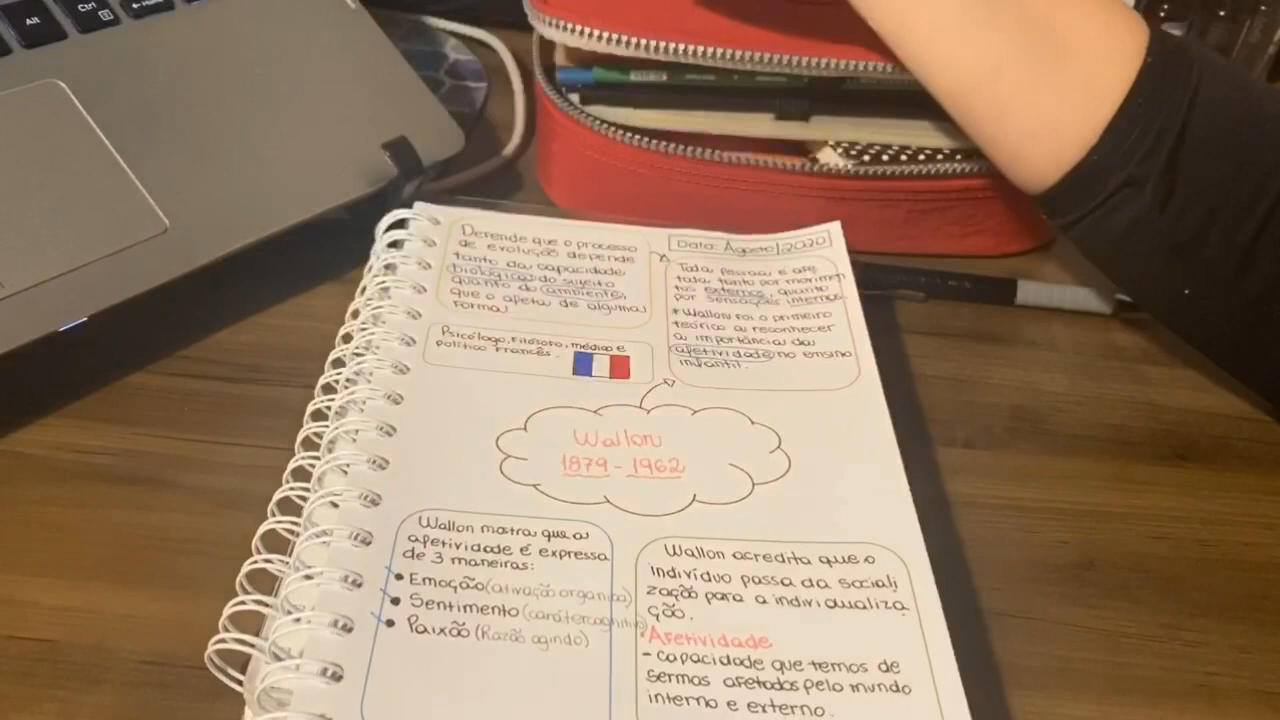 Alt
Ctrl
Defende que o processo
de evolução depende
tanto da capacidade
biológica do sujeito
quanto do ambiente,
que o afeta de alguma
forma
Data: Agosto/2020
Toda pessoa é afe
tada tanto por movimen
tos externos, quanto
por sensações internas.
* Wallon foi o primeiro
teórico a reconhecer
a importância da
afetividade no ensino
infantil.
Psicólogo, filósofo, médico e
político Francês.
Wallon
1879 - 1962
Wallon mostra que a
afetividade é expressa
de 3 maneiras:
• Emoção (ativação orgânica)
• Sentimento (caráter cognitivo)
• Paixão (Razão agindo)
Wallon acredita que o
indivíduo passa da sociali
zação para a individualiza
ção.
*Afetividade
- capacidade que temos de
sermos afetados pelo mundo
interno e externo.